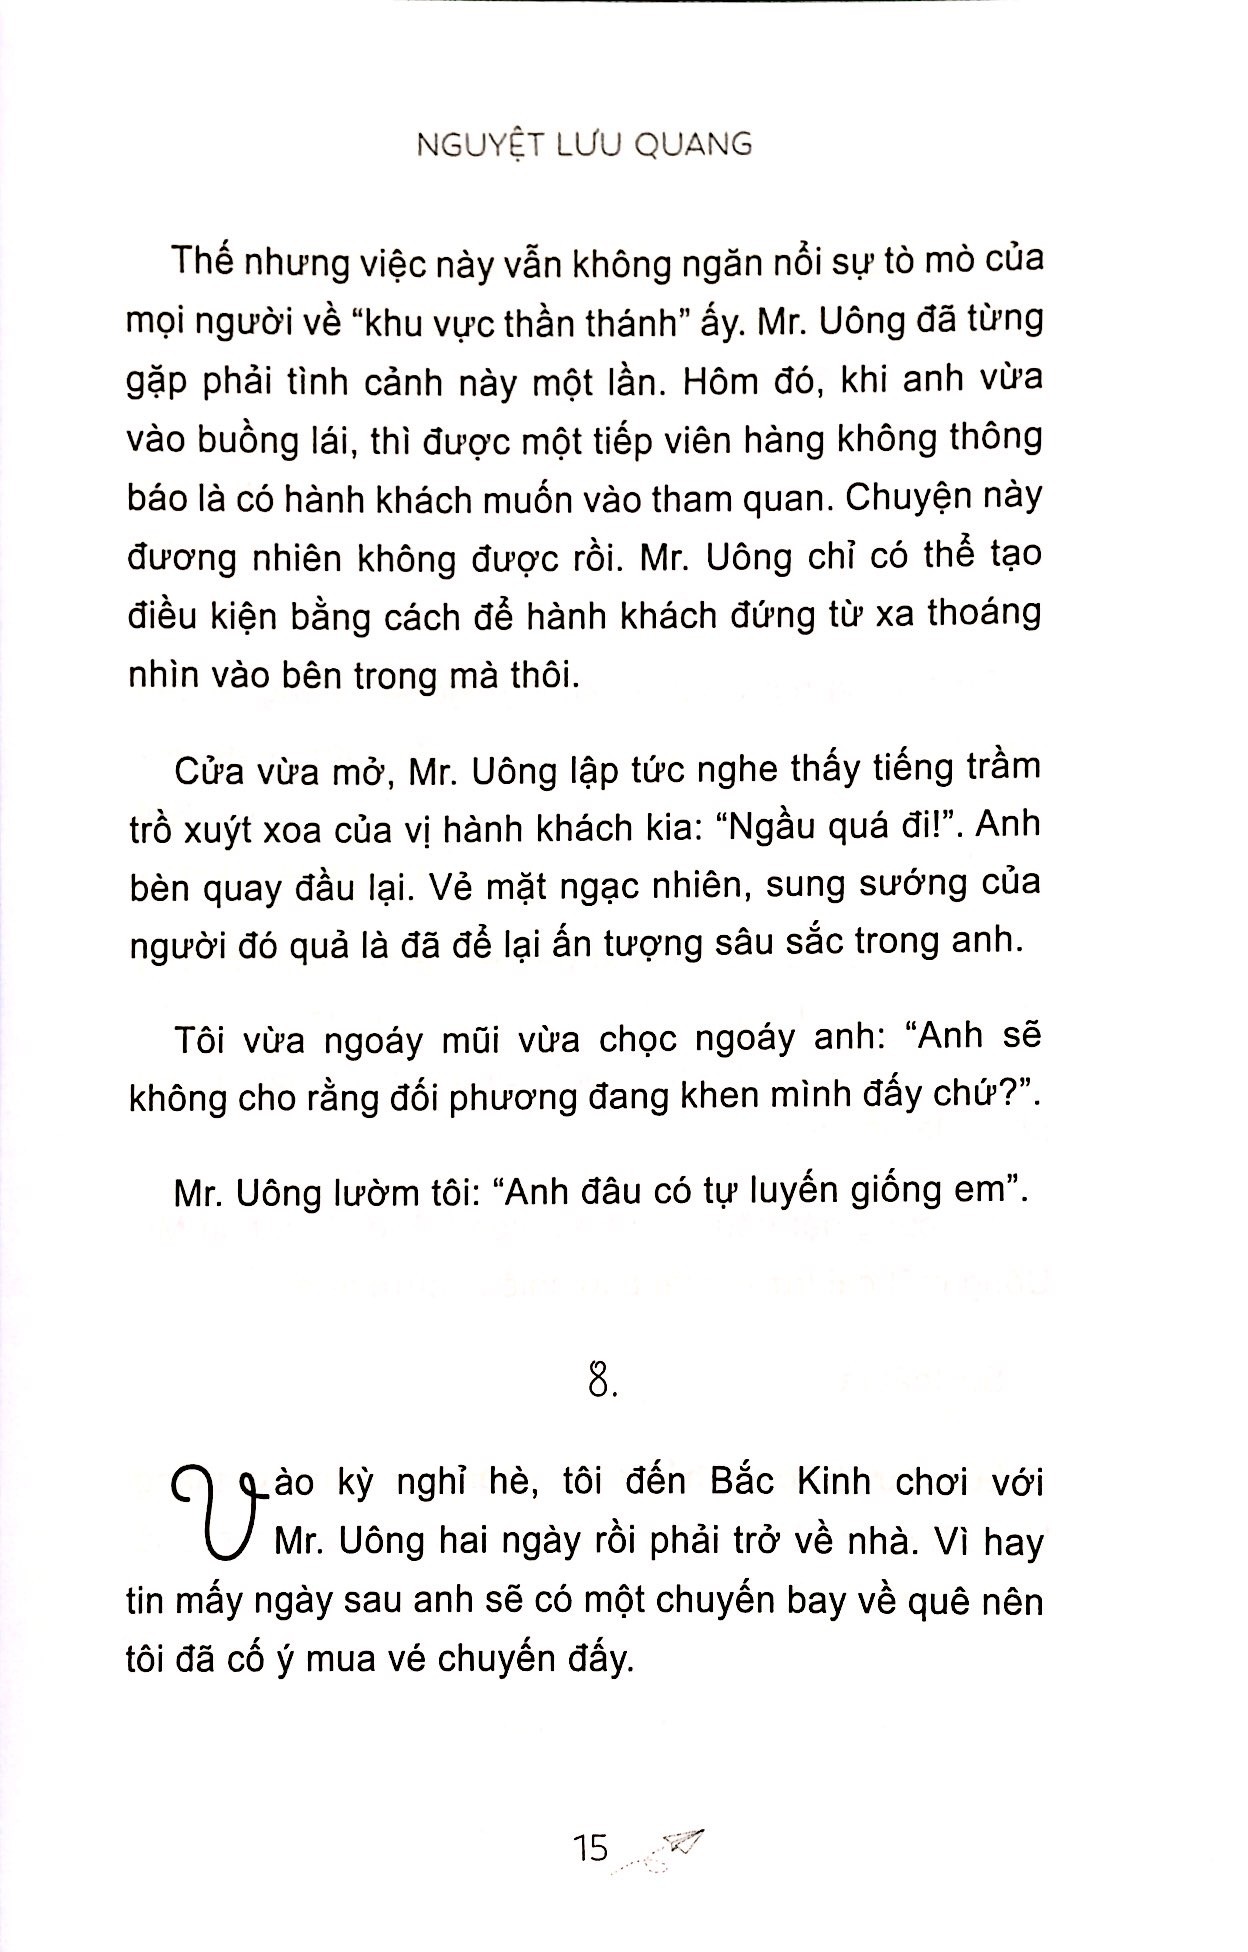 NGUYỆT LƯU QUANG
Thế nhưng việc này vẫn không ngăn nổi sự tò mò của
mọi người về “khu vực thần thánh” ấy. Mr. Uông đã từng
gặp phải tình cảnh này một lần. Hôm đó, khi anh vừa
vào buồng lái, thì được một tiếp viên hàng không thông
báo là có hành khách muốn vào tham quan. Chuyện này
đương nhiên không được rồi. Mr. Uông chỉ có thể tạo
điều kiện bằng cách để hành khách đứng từ xa thoáng
nhìn vào bên trong mà thôi.
Cửa vừa mở, Mr. Uông lập tức nghe thấy tiếng trầm
trồ xuýt xoa của vị hành khách kia: “Ngầu quá đi!”. Anh
bèn quay đầu lại. Vẻ mặt ngạc nhiên, sung sướng của
người đó quả là đã để lại ấn tượng sâu sắc trong anh.
Tôi vừa ngoáy mũi vừa chọc ngoáy anh: “Anh sẽ
không cho rằng đối phương đang khen mình đấy chứ?”.
Mr. Uông lườm tôi: “Anh đâu có tự luyến giống em”.
8.
Vào kỳ nghỉ hè, tôi đến Bắc Kinh chơi với
Mr. Uông hai ngày rồi phải trở về nhà. Vì hay
tin mấy ngày sau anh sẽ có một chuyến bay về quê nên
tôi đã cố ý mua vé chuyến đấy.
15